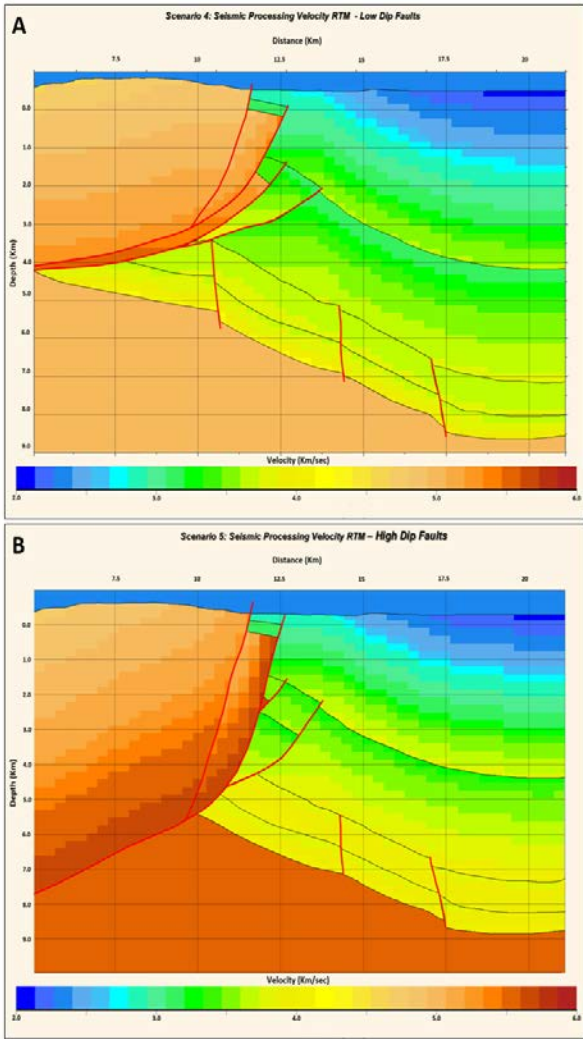 A
Scenario 4: Seismic Processing Velocity RTM - Low Dip Faults
Distance (Km)
7.5 10 12.5 15 17.5 20
0.0
1.0
2.0
3.0
4.0
5.0
6.0
7.0
8.0
9.0
Depth (Km)
Velocity (Km/sec)
2.0 3.0 4.0 5.0 6.0
B
Scenario 5: Seismic Processing Velocity RTM – High Dip Faults
Distance (Km)
7.5 10 12.5 15 17.5 20
0.0
1.0
2.0
3.0
4.0
5.0
6.0
7.0
8.0
9.0
Depth (Km)
Velocity (Km/sec)
2.0 3.0 4.0 5.0 6.0